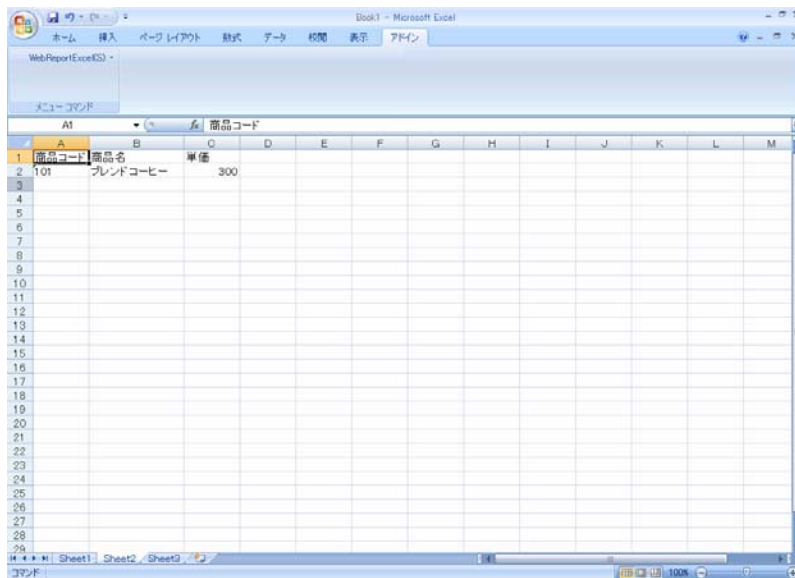 Book1 - Microsoft Excel
ホーム 挿入 ページ レイアウト 数式 データ 校閲 表示 アドイン
WebReportExcel(S)
メニュー コマンド
A1 fx 商品コード
A B C D E F G H I J K L M
1 商品コード 商品名 単価
2 101 ブレンドコーヒー 300
3
4
5
6
7
8
9
10
11
12
13
14
15
16
17
18
19
20
21
22
23
24
25
26
27
28
29
Sheet1 Sheet2 Sheet3
コマンド 100%